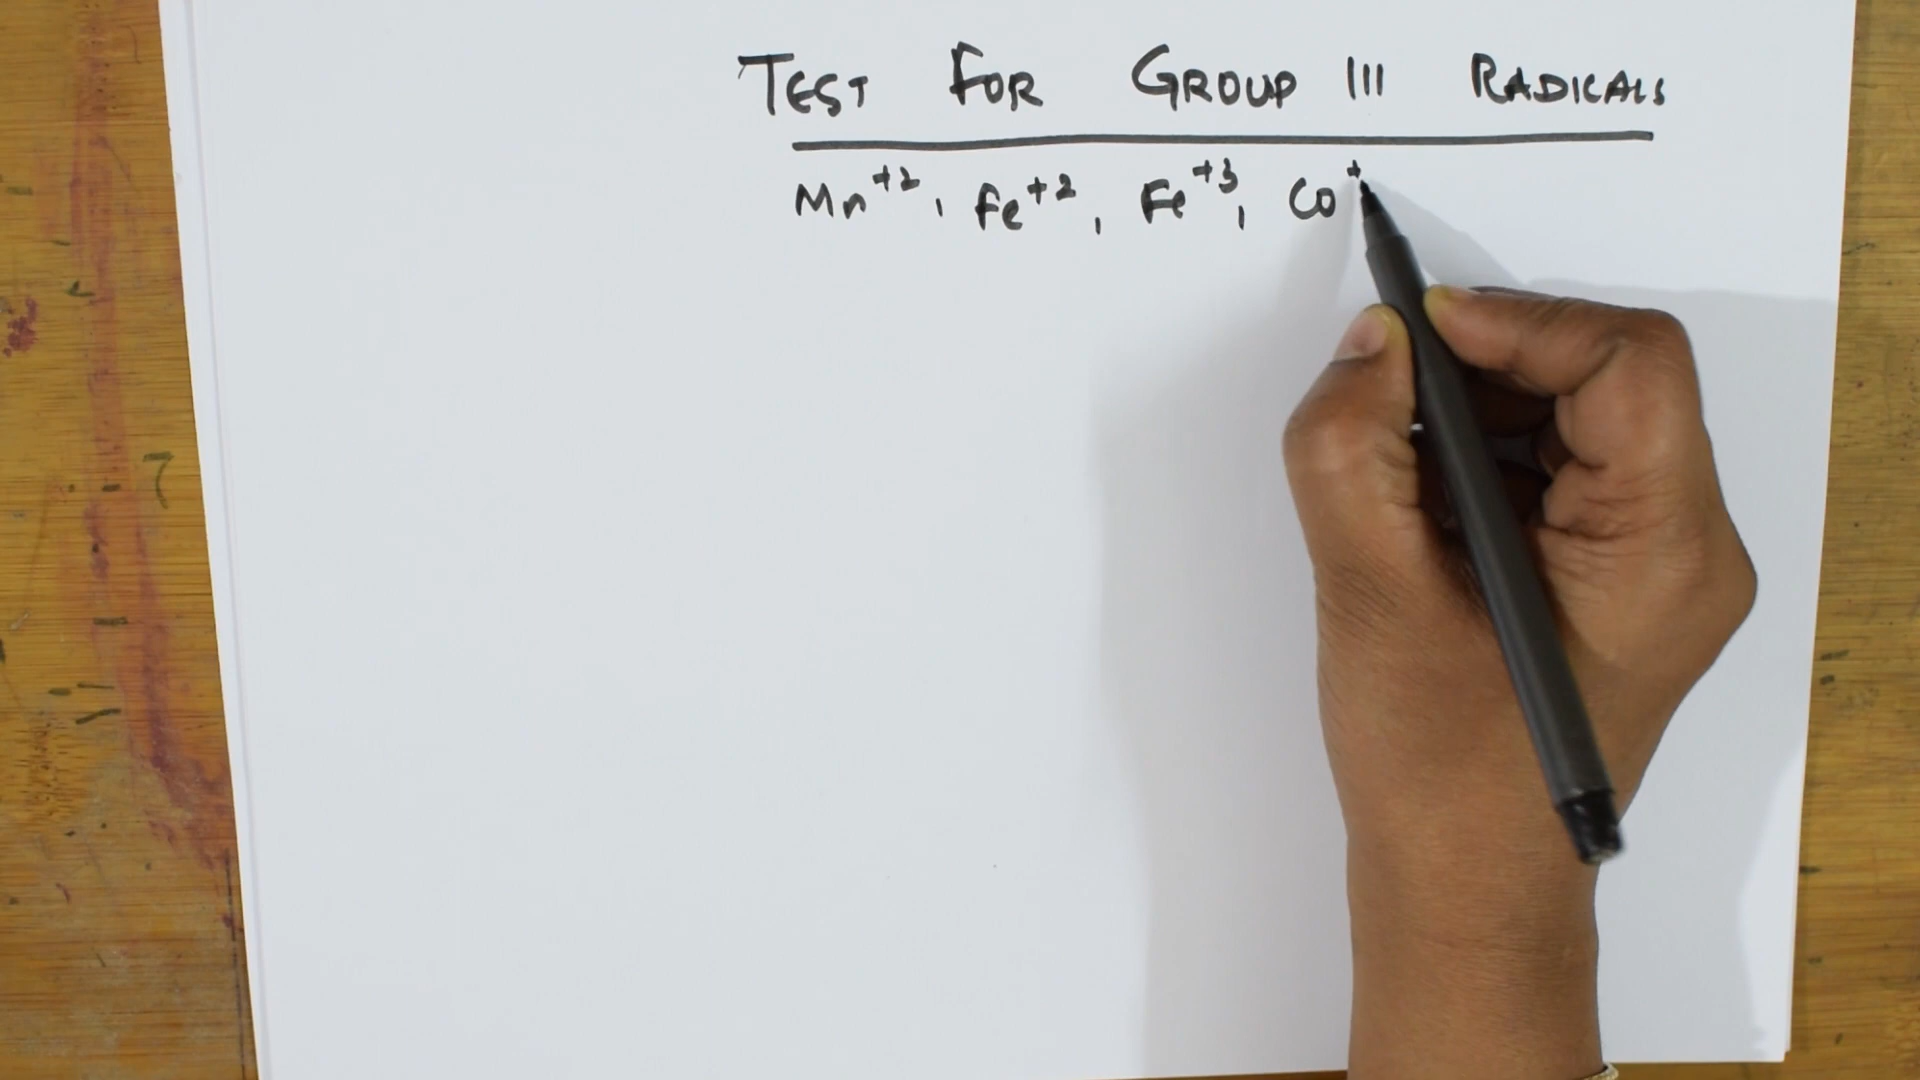 TEST FOR GROUP III RADICALS
Mn+2, Fe+2, Fe+3, Co+